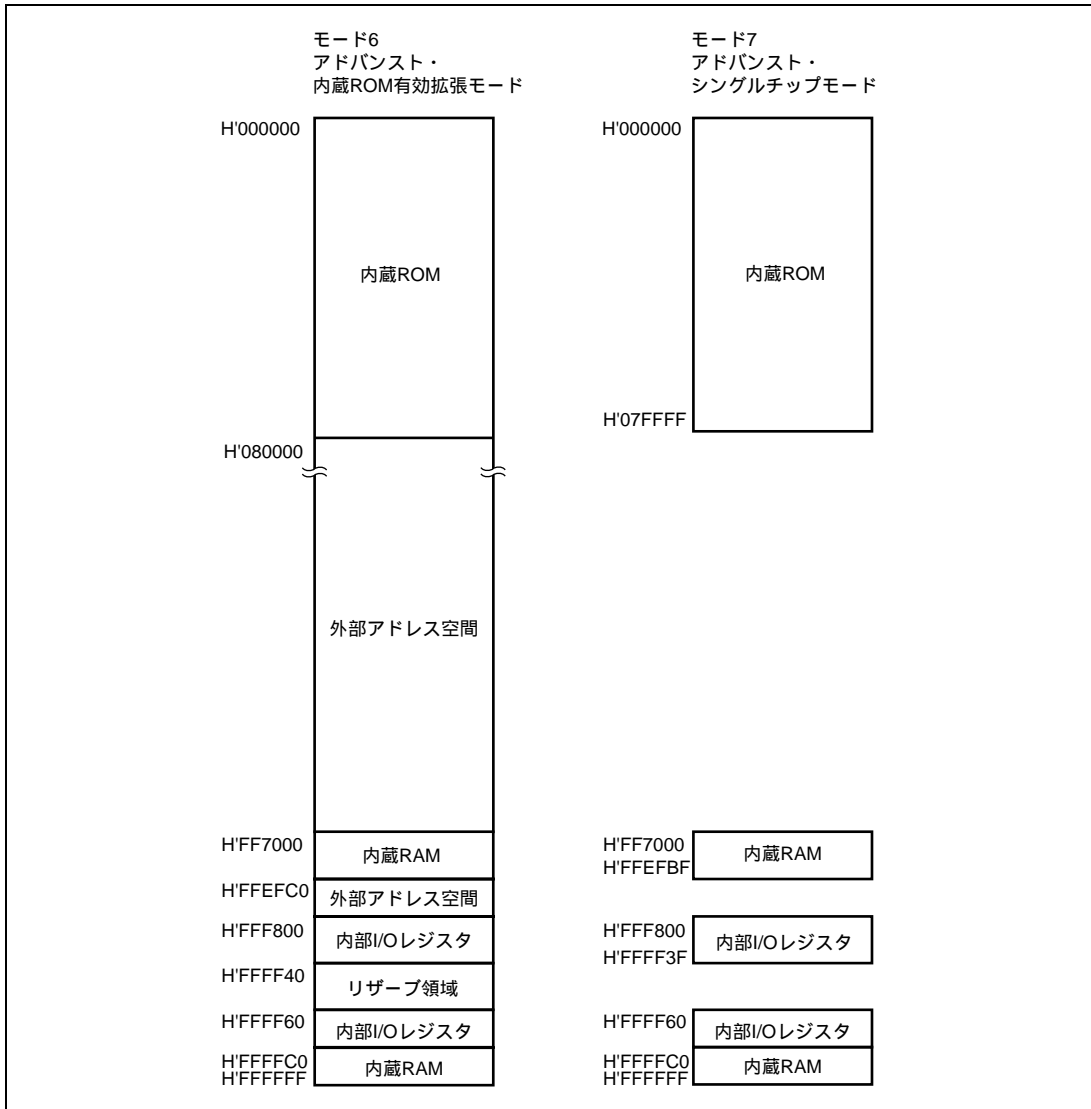 モード6
アドバンスト・
内蔵ROM有効拡張モード
H'000000
内蔵ROM
H'080000
外部アドレス空間
H'FF7000
内蔵RAM
H'FFEFC0
外部アドレス空間
H'FFF800
内部I/Oレジスタ
H'FFFF40
リザーブ領域
H'FFFF60
内部I/Oレジスタ
H'FFFFC0
内蔵RAM
H'FFFFFF
モード7
アドバンスト・
シングルチップモード
H'000000
内蔵ROM
H'07FFFF
H'FF7000
内蔵RAM
H'FFEFBF
H'FFF800
内部I/Oレジスタ
H'FFFF3F
H'FFFF60
内部I/Oレジスタ
H'FFFFC0
内蔵RAM
H'FFFFFF